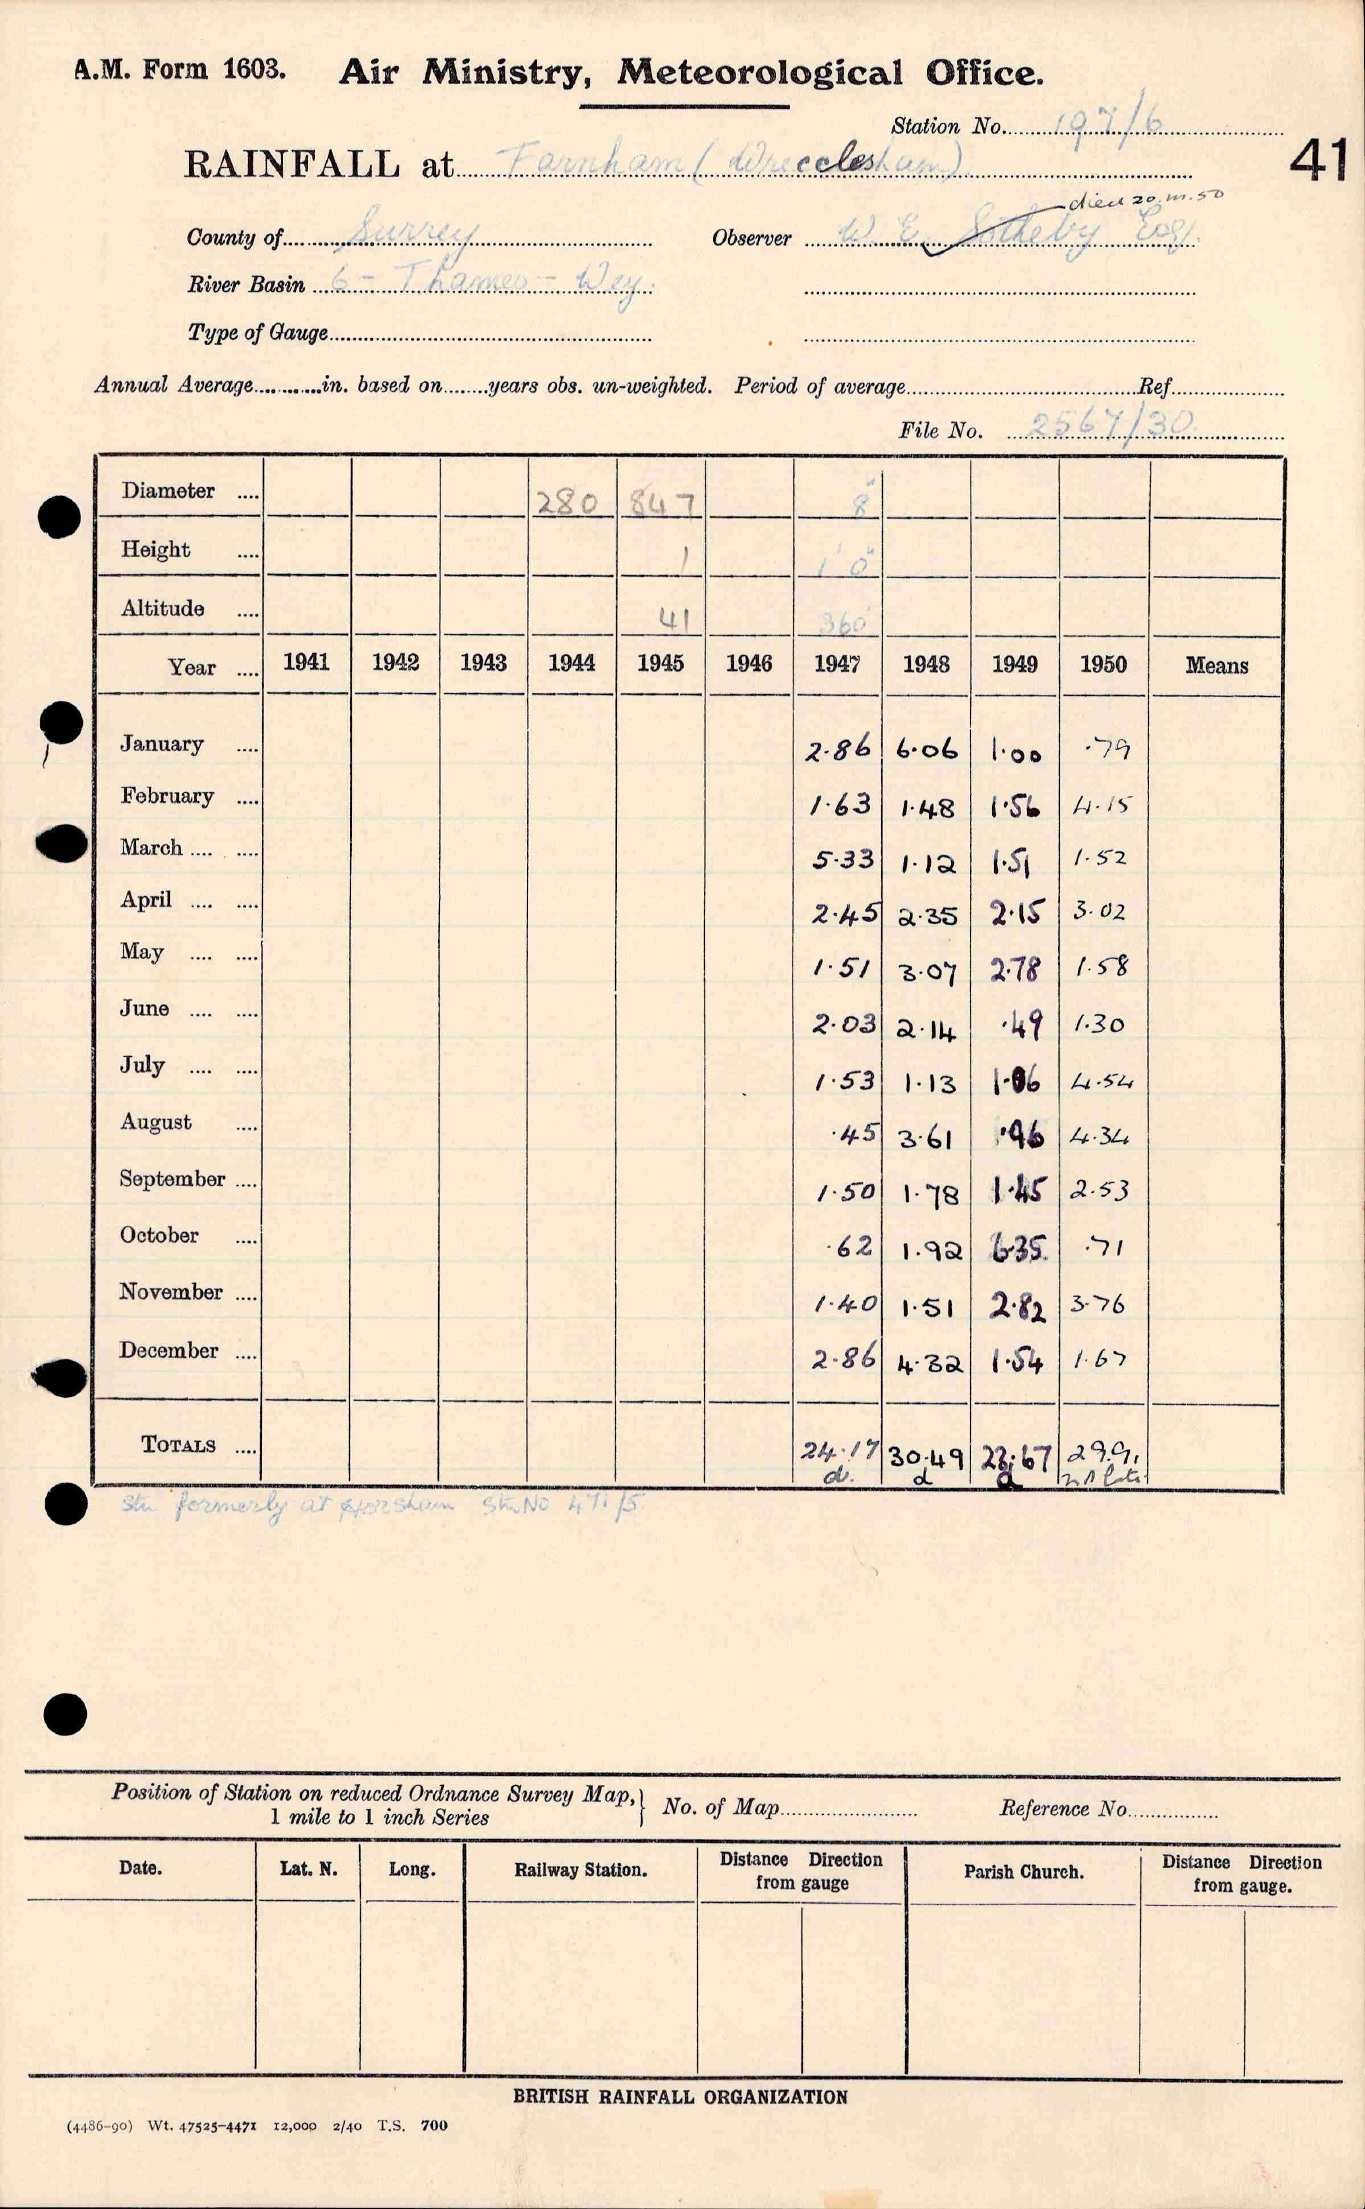 A.M. Form 1603. Air Ministry, Meteorological Office.
Station No. 197/6
41
RAINFALL at Farnham (Wrecclesham)
died 20.III.50
County of Surrey Observer W. E. Sotheby Esq.
River Basin 6 - Thames - Wey.
Type of Gauge
Annual Average in. based on years obs. un-weighted. Period of average Ref.
File No. 2567/30
Diameter .... 280 847 8"
Height .... 1 1' 0"
Altitude .... 41 360'
Year .... 1941 1942 1943 1944 1945 1946 1947 1948 1949 1950 Means
January .... 2.86 6.06 1.00 .79
February .... 1.63 1.48 1.56 4.15
March .... .... 5.33 1.12 1.51 1.52
April .... .... 2.45 2.35 2.15 3.02
May .... .... 1.51 3.07 2.78 1.58
June .... .... 2.03 2.14 .49 1.30
July .... .... 1.53 1.13 1.06 4.54
August .... .45 3.61 .96 4.34
September .... 1.50 1.78 1.45 2.53
October .... .62 1.92 6.35 .71
November .... 1.40 1.51 2.82 3.76
December .... 2.86 4.32 1.54 1.67
TOTALS .... 24.17 30.49 23.67 29.91
d. d d
Stn formerly at Horsham Stn No 471/5
Position of Station on reduced Ordnance Survey Map,
1 mile to 1 inch Series
No. of Map Reference No.
Date. Lat. N. Long. Railway Station. Distance Direction from gauge Parish Church. Distance Direction from gauge.
BRITISH RAINFALL ORGANIZATION
(4486-90) Wt. 47525-4471 12,000 2/40 T.S. 700